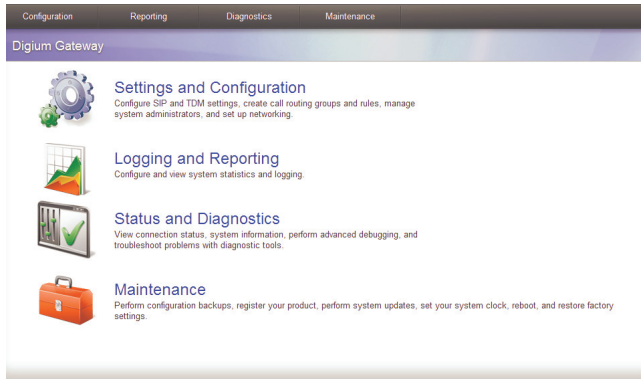 Configuration Reporting Diagnostics Maintenance
Digium Gateway
Settings and Configuration
Configure SIP and TDM settings, create call routing groups and rules, manage
system administrators, and set up networking.
Logging and Reporting
Configure and view system statistics and logging.
Status and Diagnostics
View connection status, system information, perform advanced debugging, and
troubleshoot problems with diagnostic tools.
Maintenance
Perform configuration backups, register your product, perform system updates, set your system clock, reboot, and restore factory
settings.